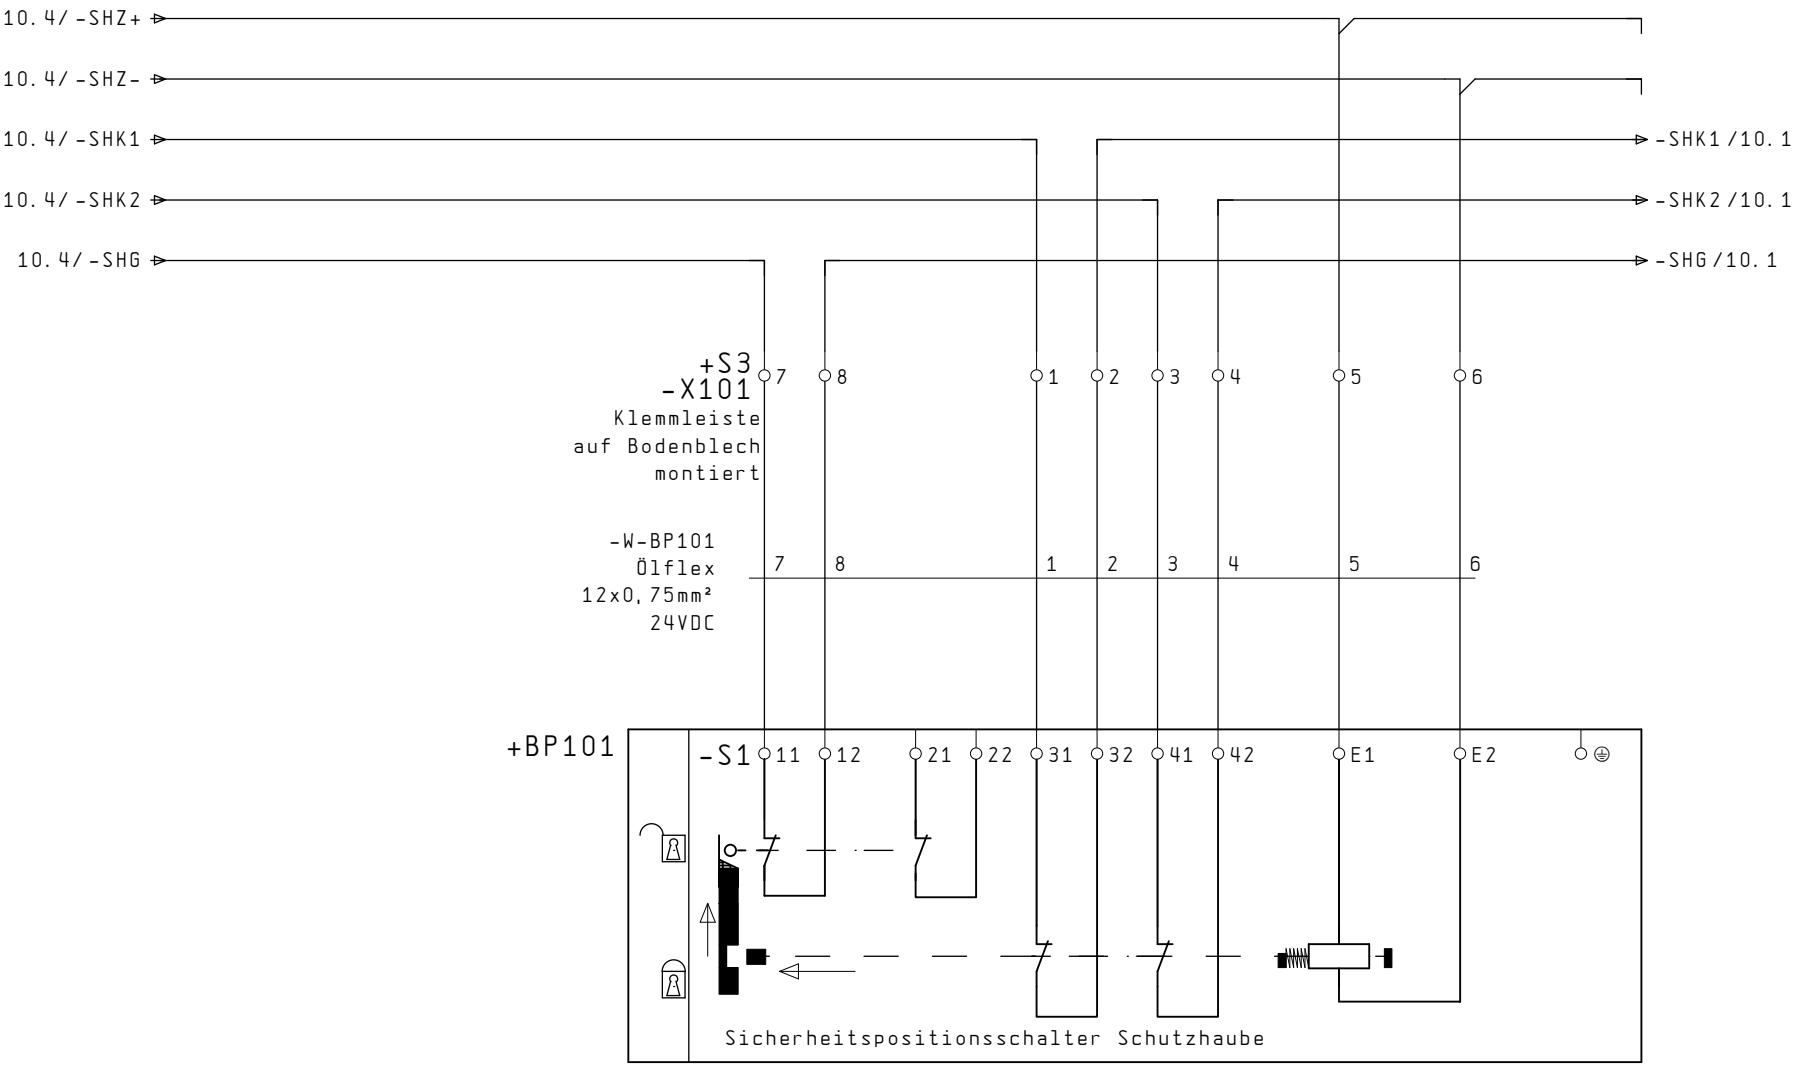 10.4/-SHZ+
10.4/-SHZ-
10.4/-SHK1 -SHK1/10.1
10.4/-SHK2 -SHK2/10.1
10.4/-SHG -SHG/10.1
+S3
-X101 7 8 1 2 3 4 5 6
Klemmleiste
auf Bodenblech
montiert
-W-BP101
7 8 1 2 3 4 5 6
Ölflex
12x0,75mm²
24VDC
+BP101 -S1 11 12 21 22 31 32 41 42 E1 E2
Sicherheitspositionsschalter Schutzhaube